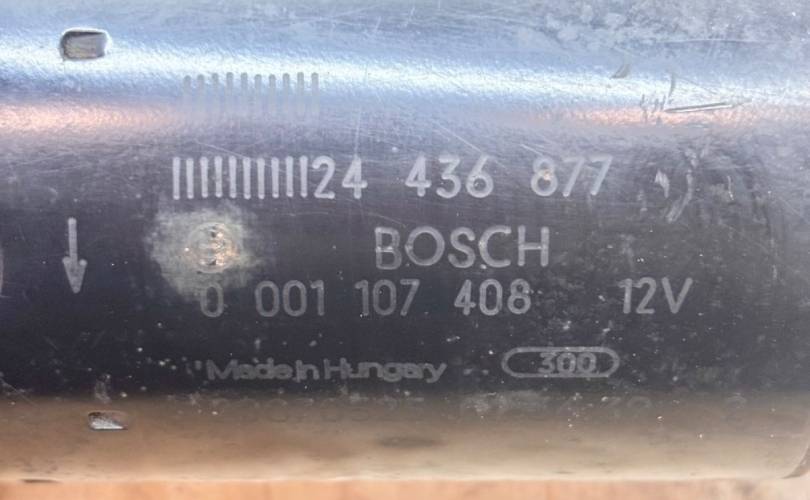 24 436 877
BOSCH
0 001 107 408 12V
Made in Hungary 300